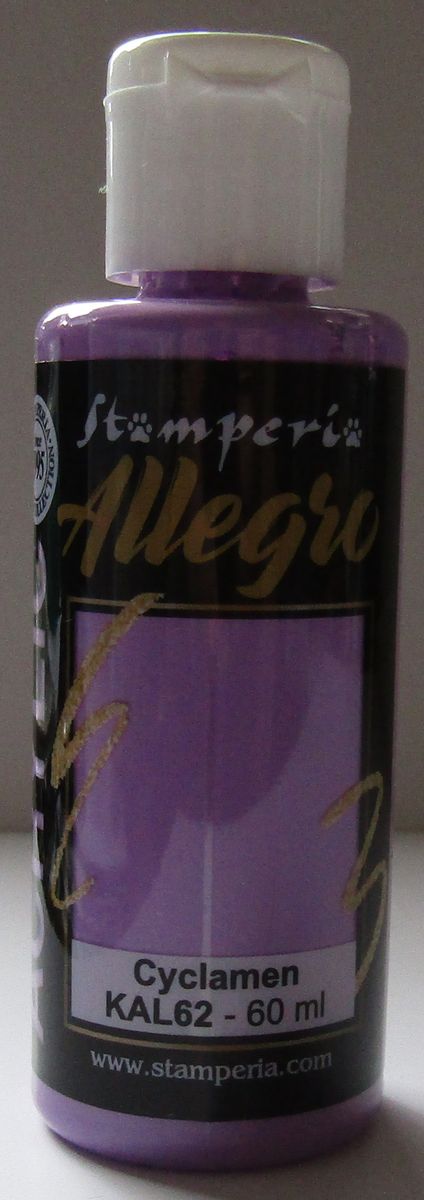 Stamperia
Allegro
Cyclamen
KAL62 - 60 ml
www.stamperia.com